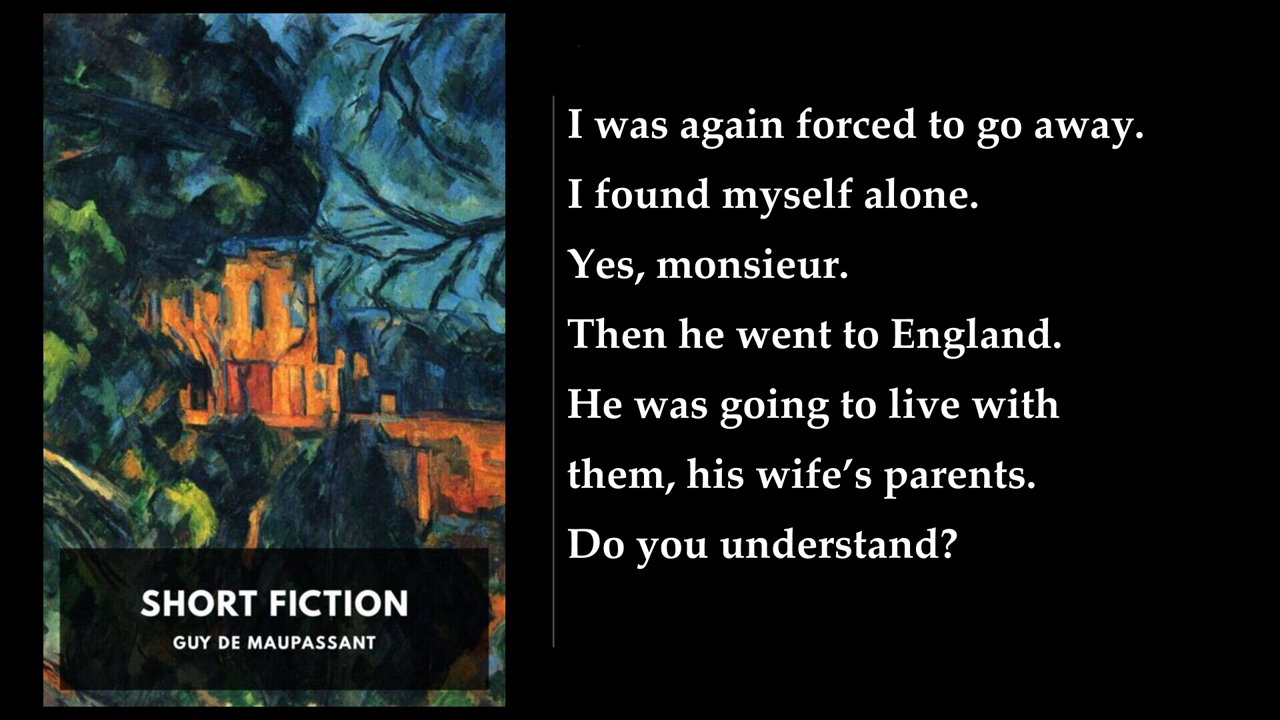 I was again forced to go away.
I found myself alone.
Yes, monsieur.
Then he went to England.
He was going to live with
them, his wife’s parents.
Do you understand?
SHORT FICTION
GUY DE MAUPASSANT